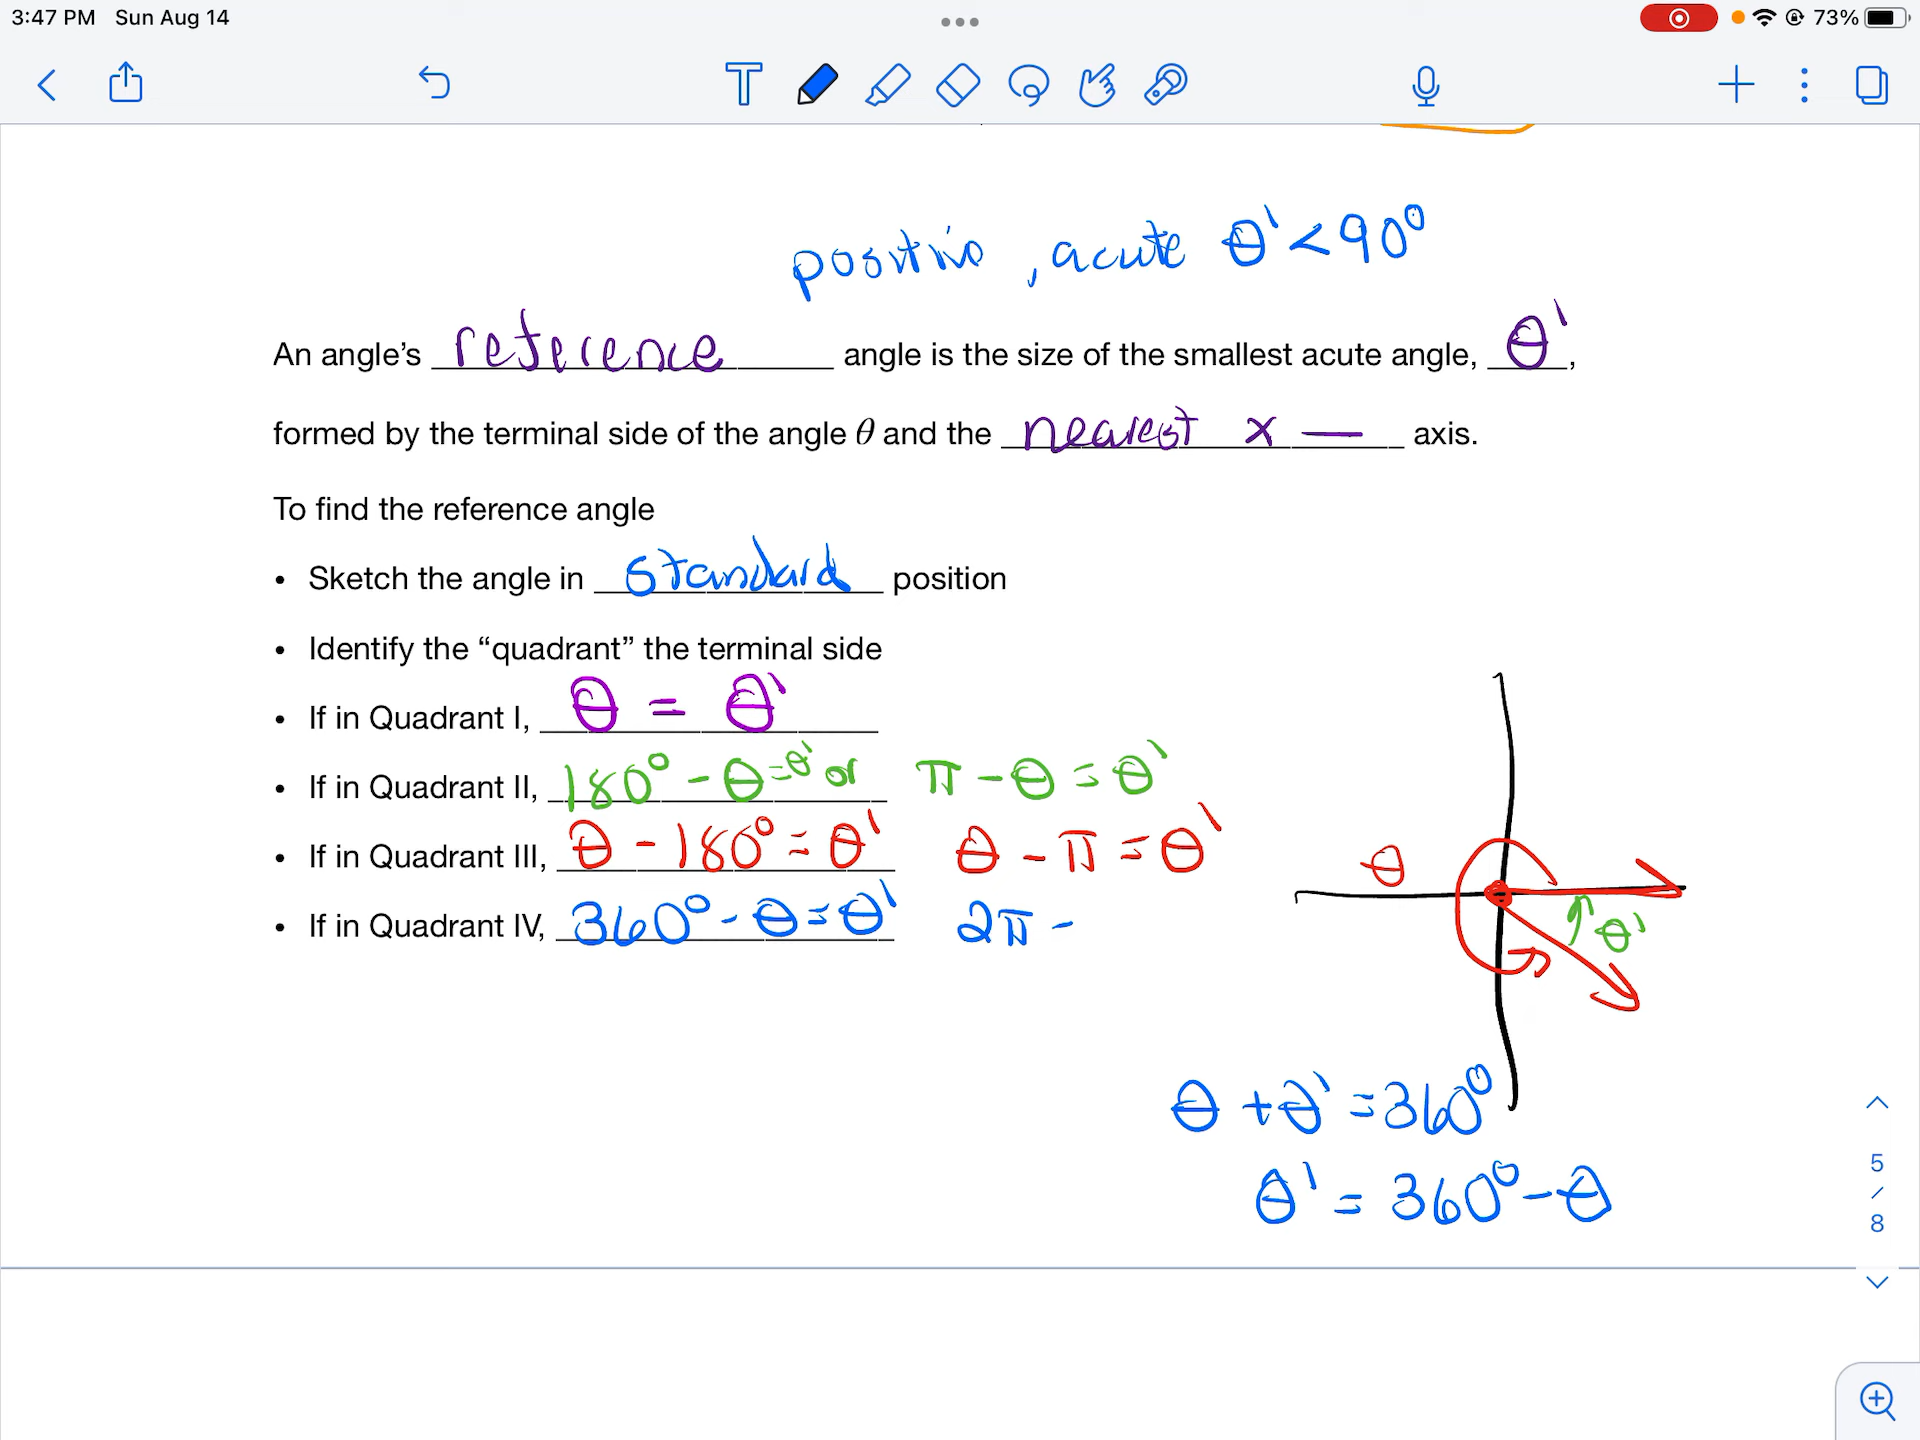 3:47 PM Sun Aug 14 73%
T
positive, acute θ' < 90°
An angle's reference angle is the size of the smallest acute angle, θ',
formed by the terminal side of the angle θ and the nearest x — axis.
To find the reference angle
• Sketch the angle in standard position
• Identify the “quadrant” the terminal side
• If in Quadrant I, θ = θ'
• If in Quadrant II, 180° - θ = θ' or π - θ = θ'
• If in Quadrant III, θ - 180° = θ' θ - π = θ'
• If in Quadrant IV, 360° - θ = θ' 2π -
θ
θ'
θ + θ' = 360°
θ' = 360° - θ
5
/
8